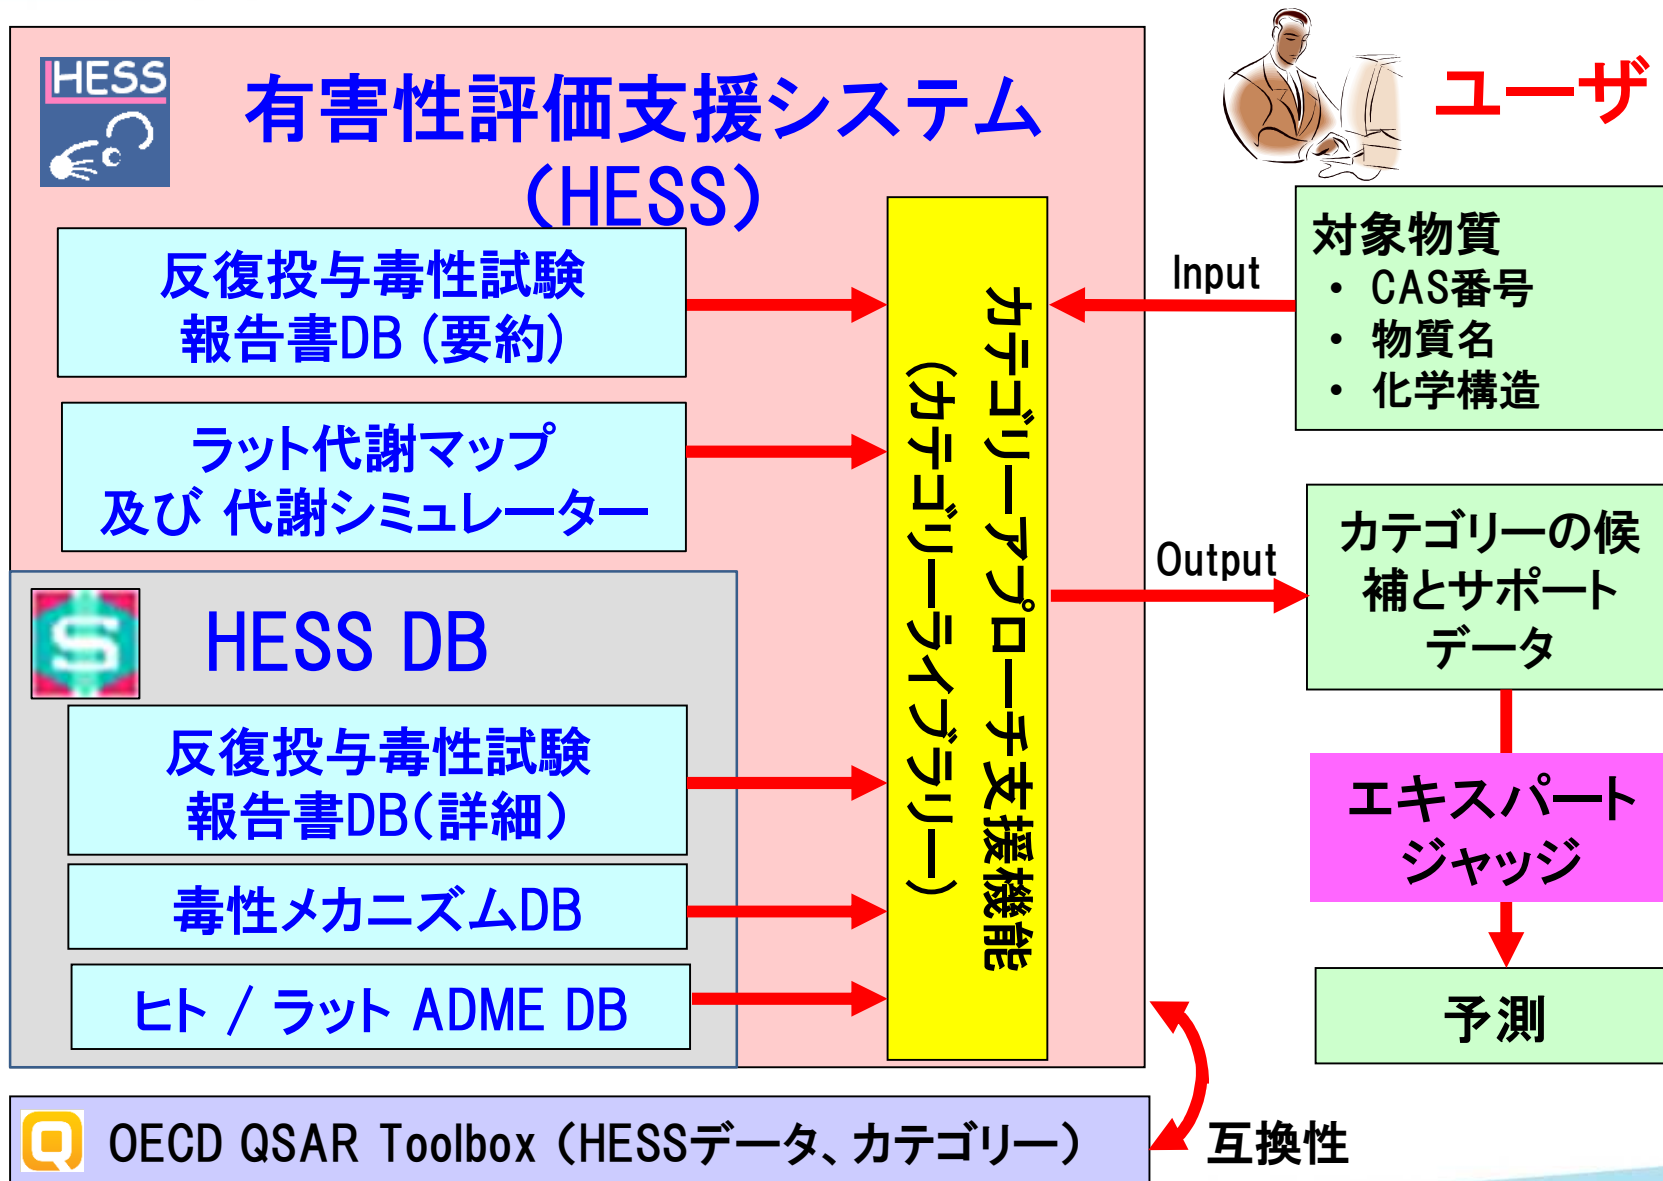 HESS
有害性評価支援システム
（HESS）
反復投与毒性試験
報告書DB（要約）
ラット代謝マップ
及び 代謝シミュレーター
S
HESS DB
反復投与毒性試験
報告書DB（詳細）
毒性メカニズムDB
ヒト / ラット ADME DB
カテゴリーアプローチ支援機能
（カテゴリーライブラリー）
ユーザ
Input
対象物質
・ CAS番号
・ 物質名
・ 化学構造
Output
カテゴリーの候
補とサポート
データ
エキスパート
ジャッジ
予測
Q
OECD QSAR Toolbox（HESSデータ、カテゴリー）
互換性